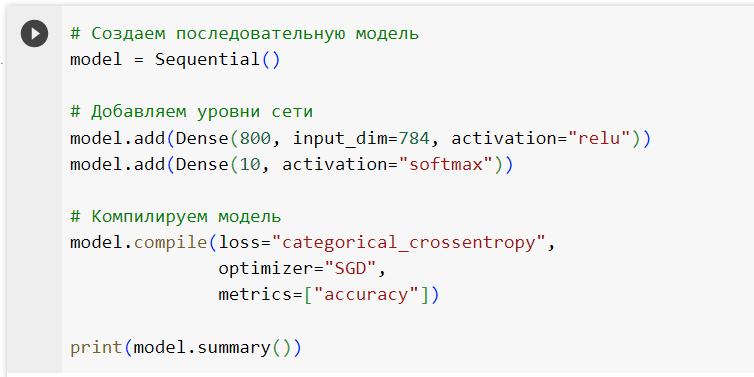 # Создаем последовательную модель
model = Sequential()
# Добавляем уровни сети
model.add(Dense(800, input_dim=784, activation="relu"))
model.add(Dense(10, activation="softmax"))
# Компилируем модель
model.compile(loss="categorical_crossentropy",
optimizer="SGD",
metrics=["accuracy"])
print(model.summary())